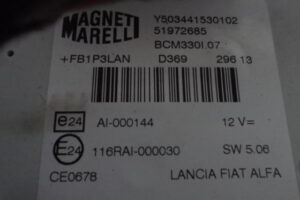 MAGNETI MARELLI Y503441530102
51972685
BCM330I.07
+FB1P3LAN D369 296 13
e24 AI-000144 12 V=
E24 116RAI-000030 SW 5.06
CE0678 LANCIA FIAT ALFA